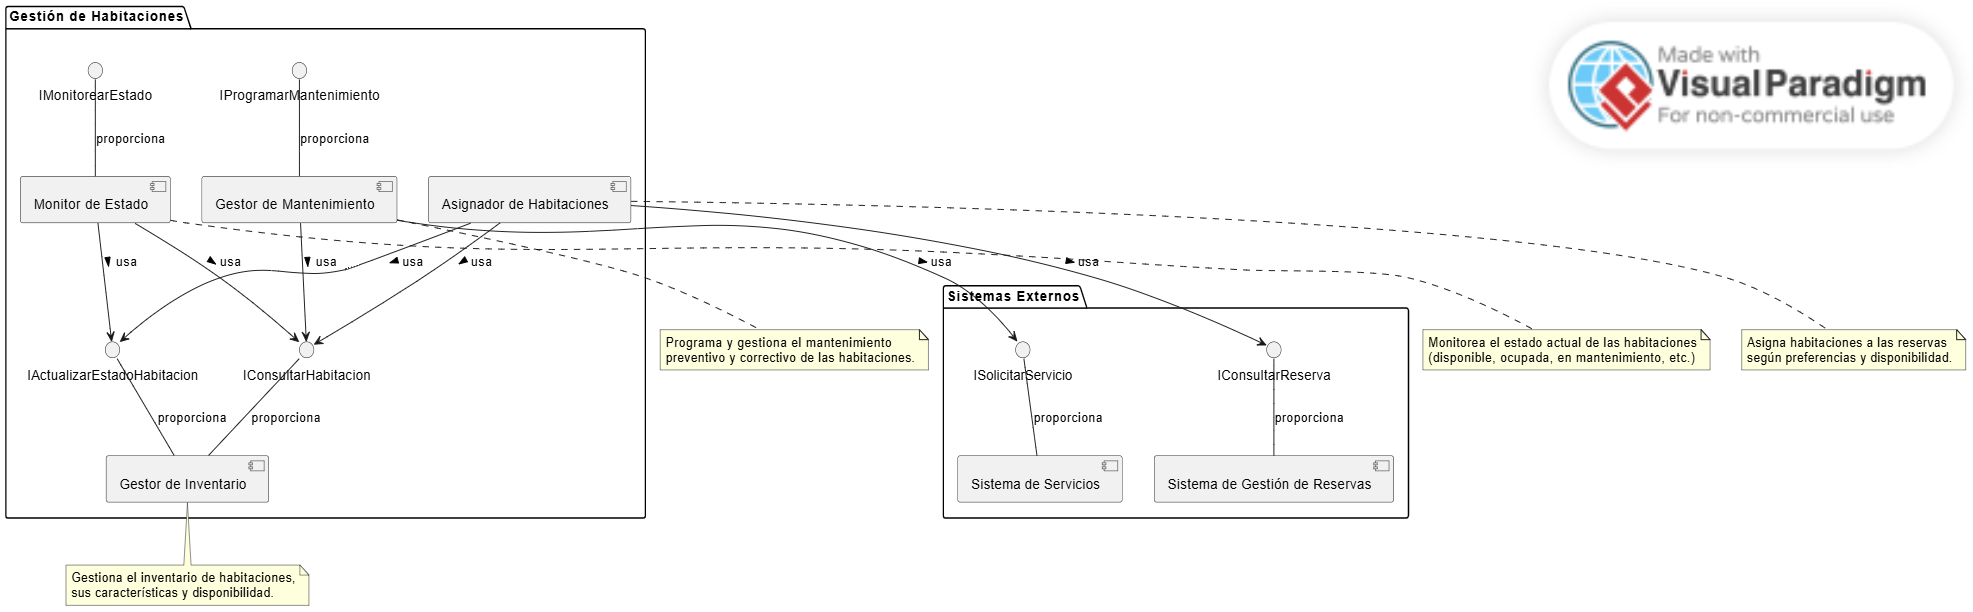 Gestión de Habitaciones
Made with
Visual Paradigm
For non-commercial use
IMonitorearEstado
IProgramarMantenimiento
proporciona
proporciona
Monitor de Estado
Gestor de Mantenimiento
Asignador de Habitaciones
usa
usa
usa
usa
usa
usa
usa
Sistemas Externos
Programa y gestiona el mantenimiento
preventivo y correctivo de las habitaciones.
Monitorea el estado actual de las habitaciones
(disponible, ocupada, en mantenimiento, etc.)
Asigna habitaciones a las reservas
según preferencias y disponibilidad.
IActualizarEstadoHabitacion
IConsultarHabitacion
ISolicitarServicio
IConsultarReserva
proporciona
proporciona
proporciona
proporciona
Gestor de Inventario
Sistema de Servicios
Sistema de Gestión de Reservas
Gestiona el inventario de habitaciones,
sus características y disponibilidad.